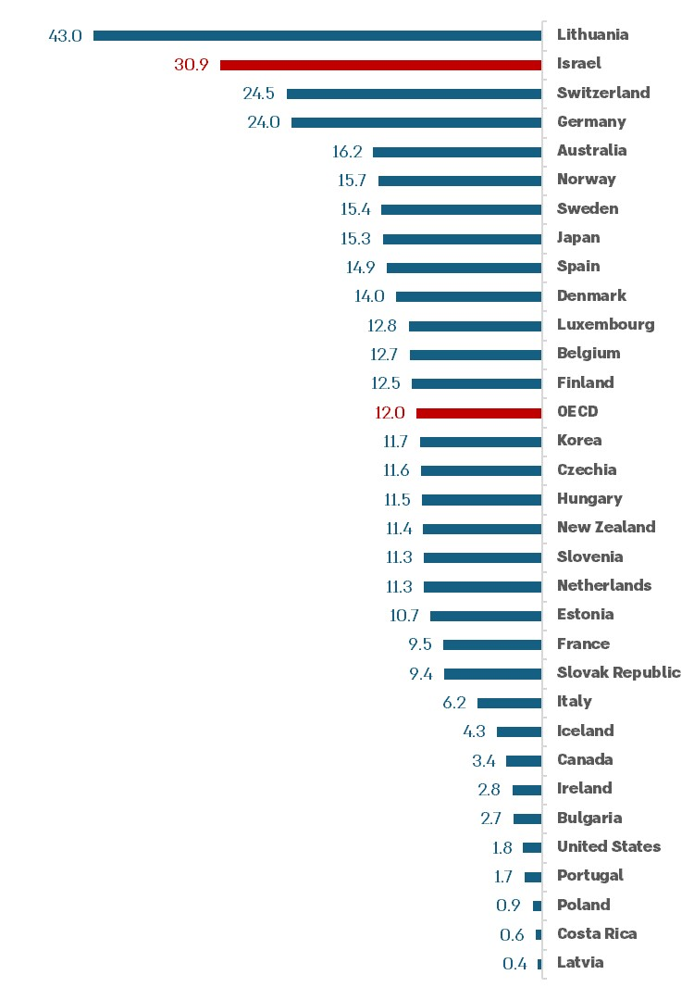 43.0 Lithuania
30.9 Israel
24.5 Switzerland
24.0 Germany
16.2 Australia
15.7 Norway
15.4 Sweden
15.3 Japan
14.9 Spain
14.0 Denmark
12.8 Luxembourg
12.7 Belgium
12.5 Finland
12.0 OECD
11.7 Korea
11.6 Czechia
11.5 Hungary
11.4 New Zealand
11.3 Slovenia
11.3 Netherlands
10.7 Estonia
9.5 France
9.4 Slovak Republic
6.2 Italy
4.3 Iceland
3.4 Canada
2.8 Ireland
2.7 Bulgaria
1.8 United States
1.7 Portugal
0.9 Poland
0.6 Costa Rica
0.4 Latvia